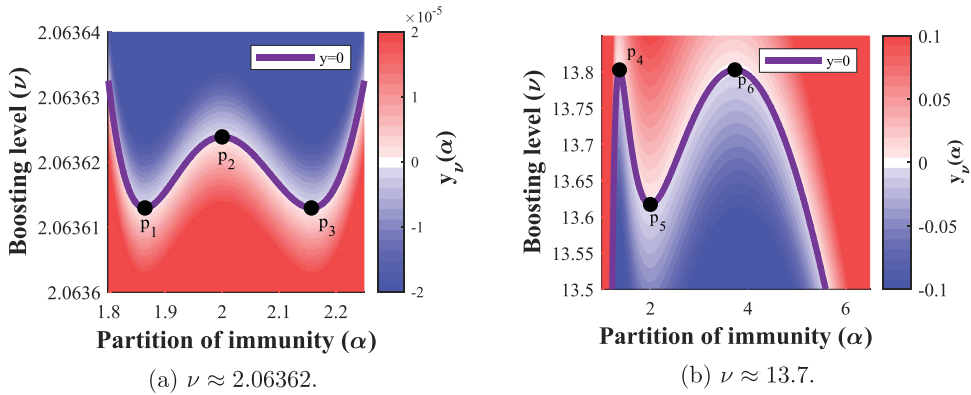 ×10⁻⁵
2.06364
2.06363
2.06362
2.06361
2.0636
Boosting level (ν)
y=0
p₁
p₂
p₃
1.8
1.9
2
2.1
2.2
Partition of immunity (α)
2
1
0
-1
-2
y_ν(α)
(a) ν ≈ 2.06362.
13.8
13.75
13.7
13.65
13.6
13.55
13.5
Boosting level (ν)
y=0
p₄
p₅
p₆
2
4
6
Partition of immunity (α)
0.1
0.05
0
-0.05
-0.1
y_ν(α)
(b) ν ≈ 13.7.